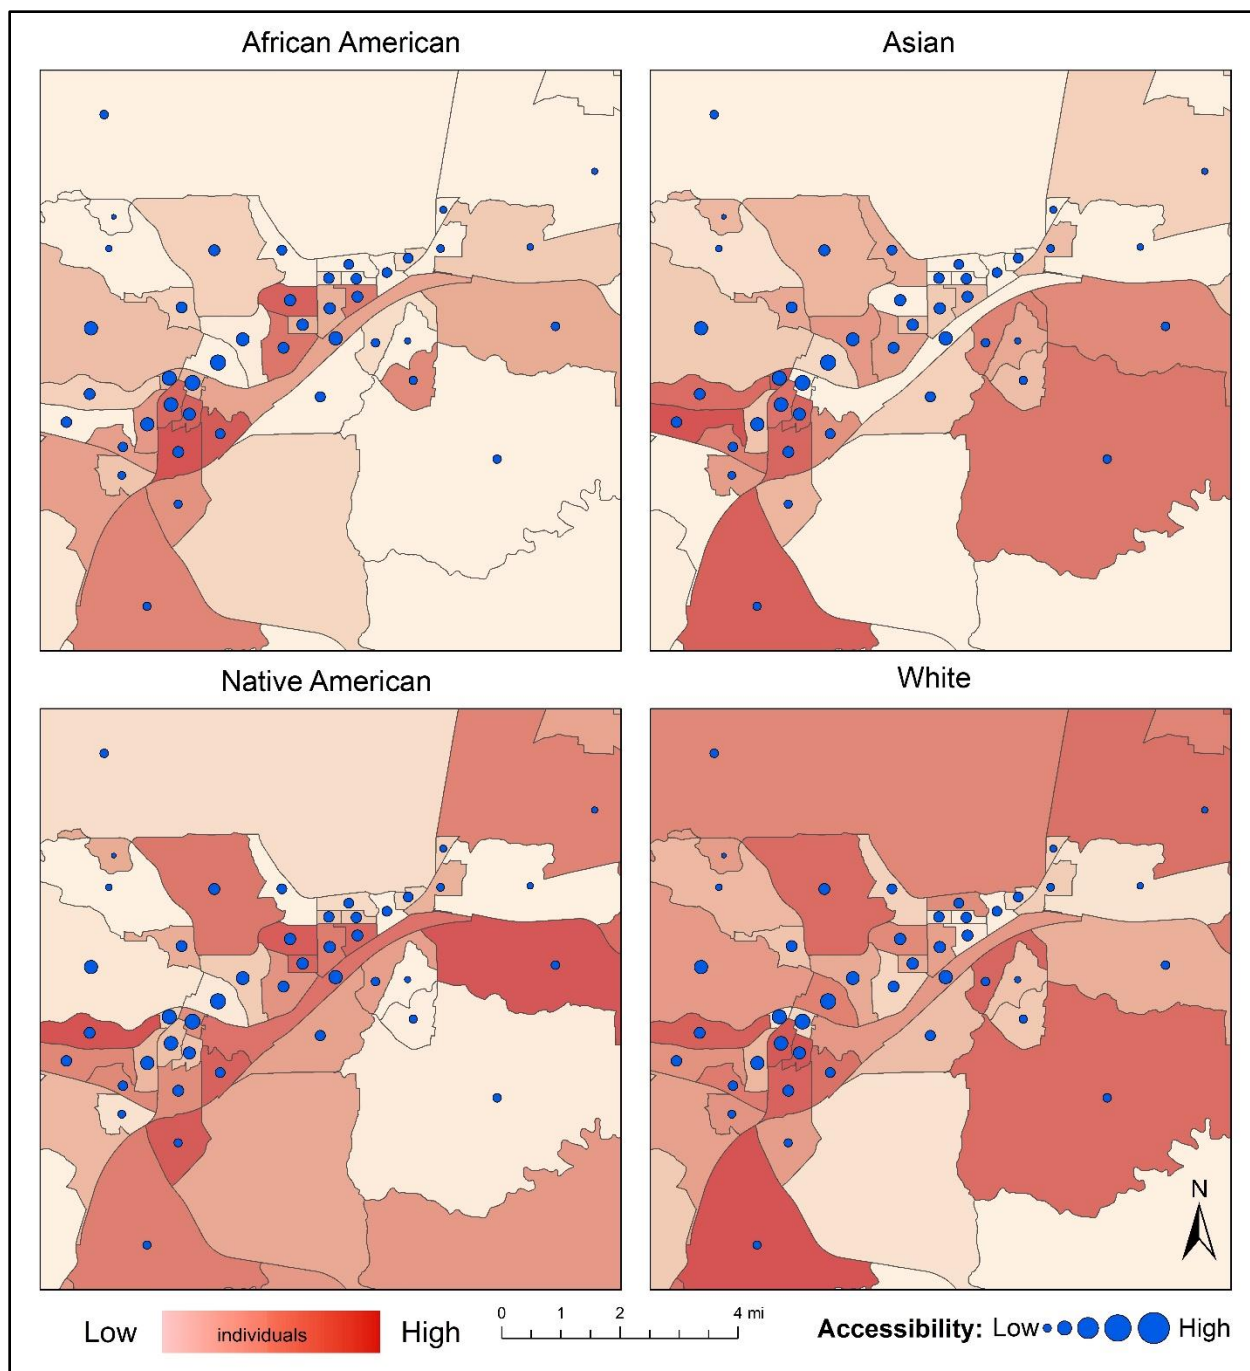 African American
Asian
Native American
White
N
Low individuals High
0 1 2 4 mi
Accessibility: Low High